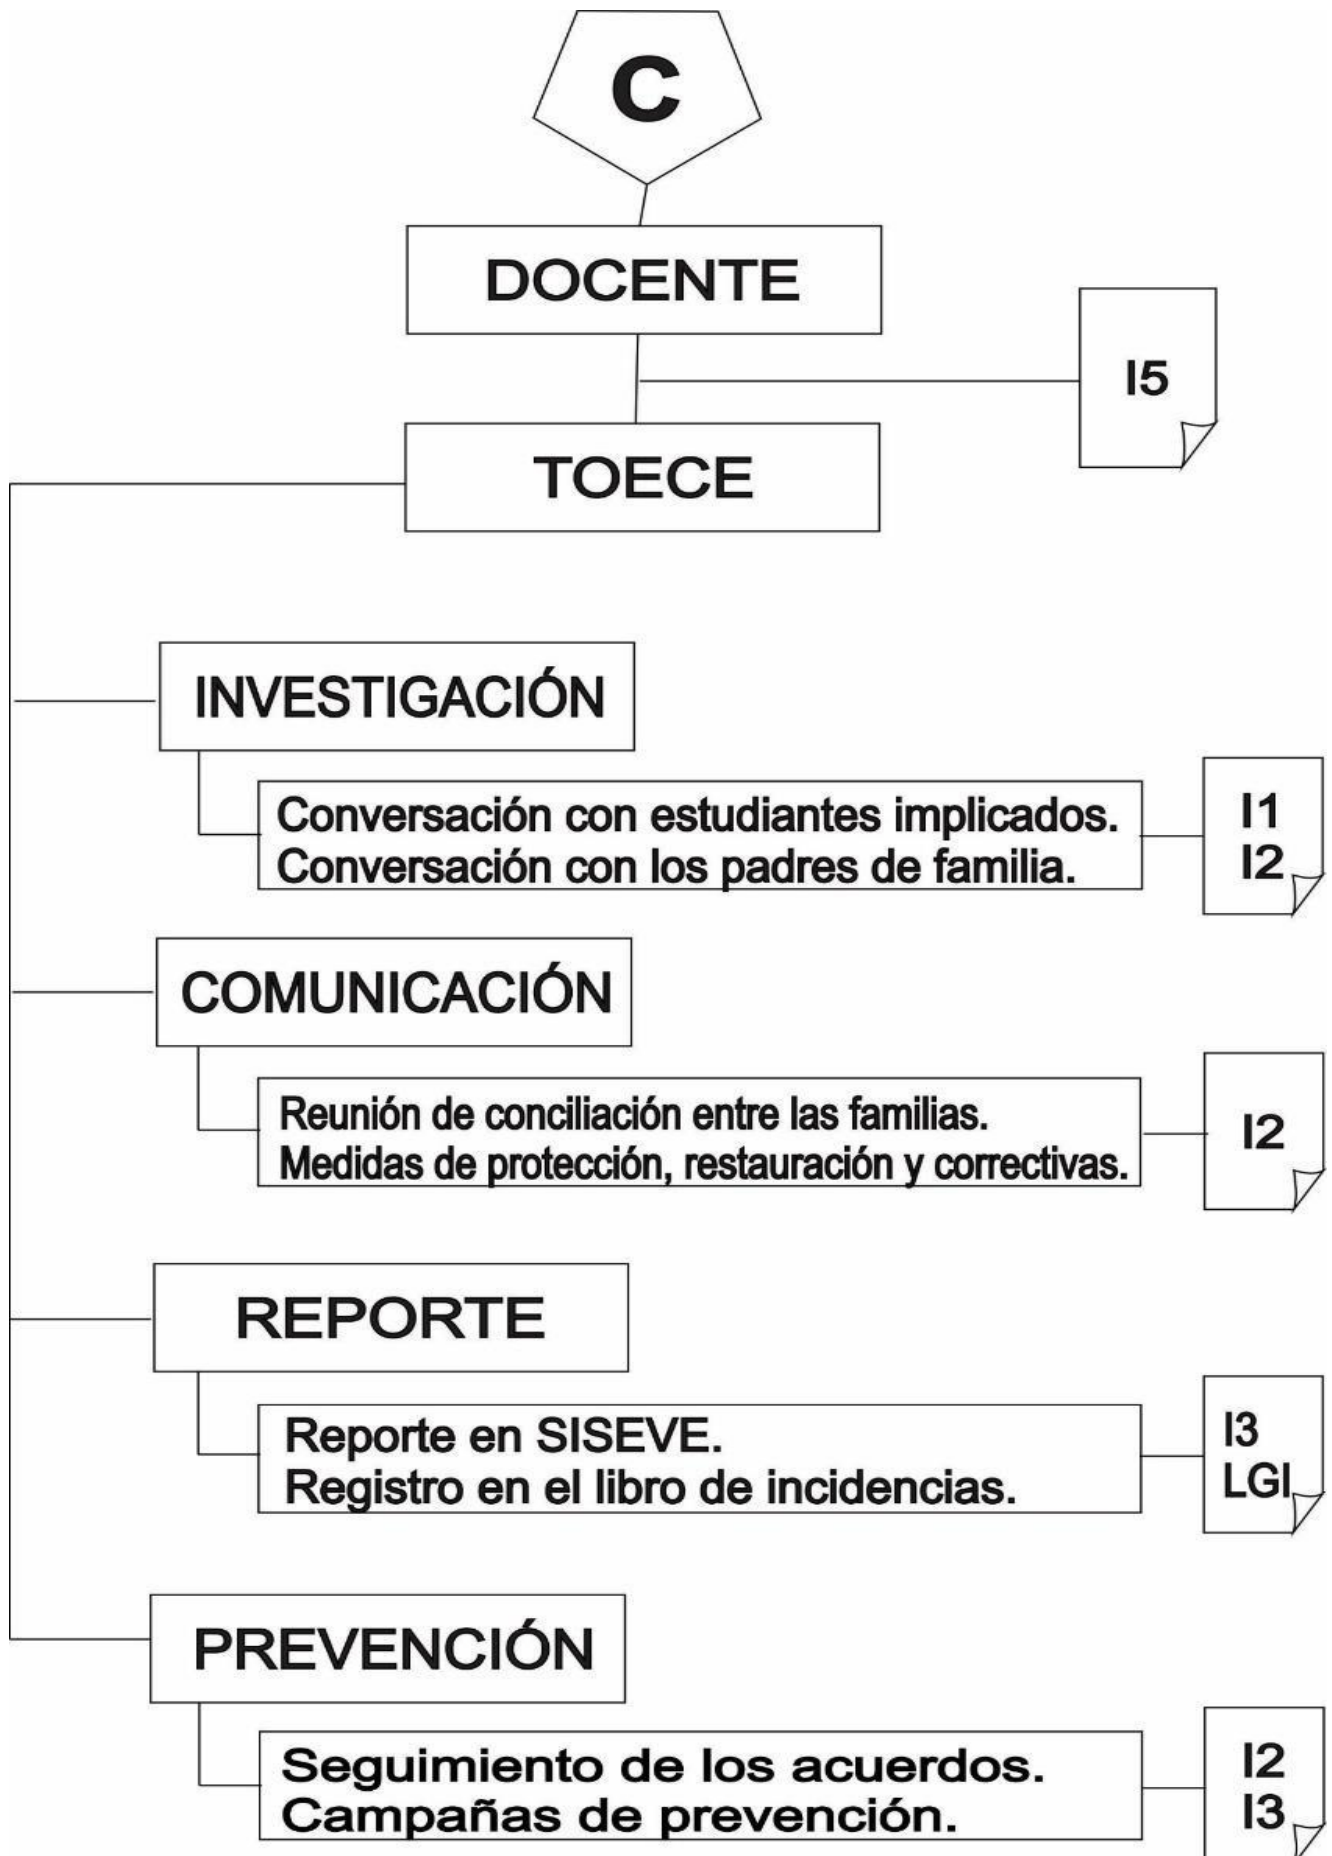 C
DOCENTE
I5
TOECE
INVESTIGACIÓN
Conversación con estudiantes implicados.
Conversación con los padres de familia.
I1
I2
COMUNICACIÓN
Reunión de conciliación entre las familias.
Medidas de protección, restauración y correctivas.
I2
REPORTE
Reporte en SISEVE.
Registro en el libro de incidencias.
I3
LGI
PREVENCIÓN
Seguimiento de los acuerdos.
Campañas de prevención.
I2
I3